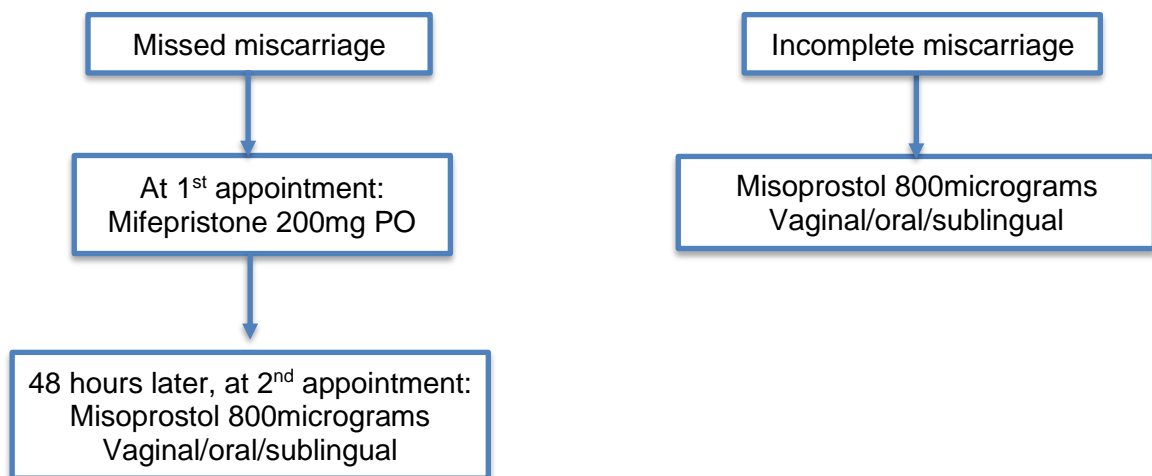 Missed miscarriage
At 1st appointment:
Mifepristone 200mg PO
48 hours later, at 2nd appointment:
Misoprostol 800micrograms
Vaginal/oral/sublingual
Incomplete miscarriage
Misoprostol 800micrograms
Vaginal/oral/sublingual